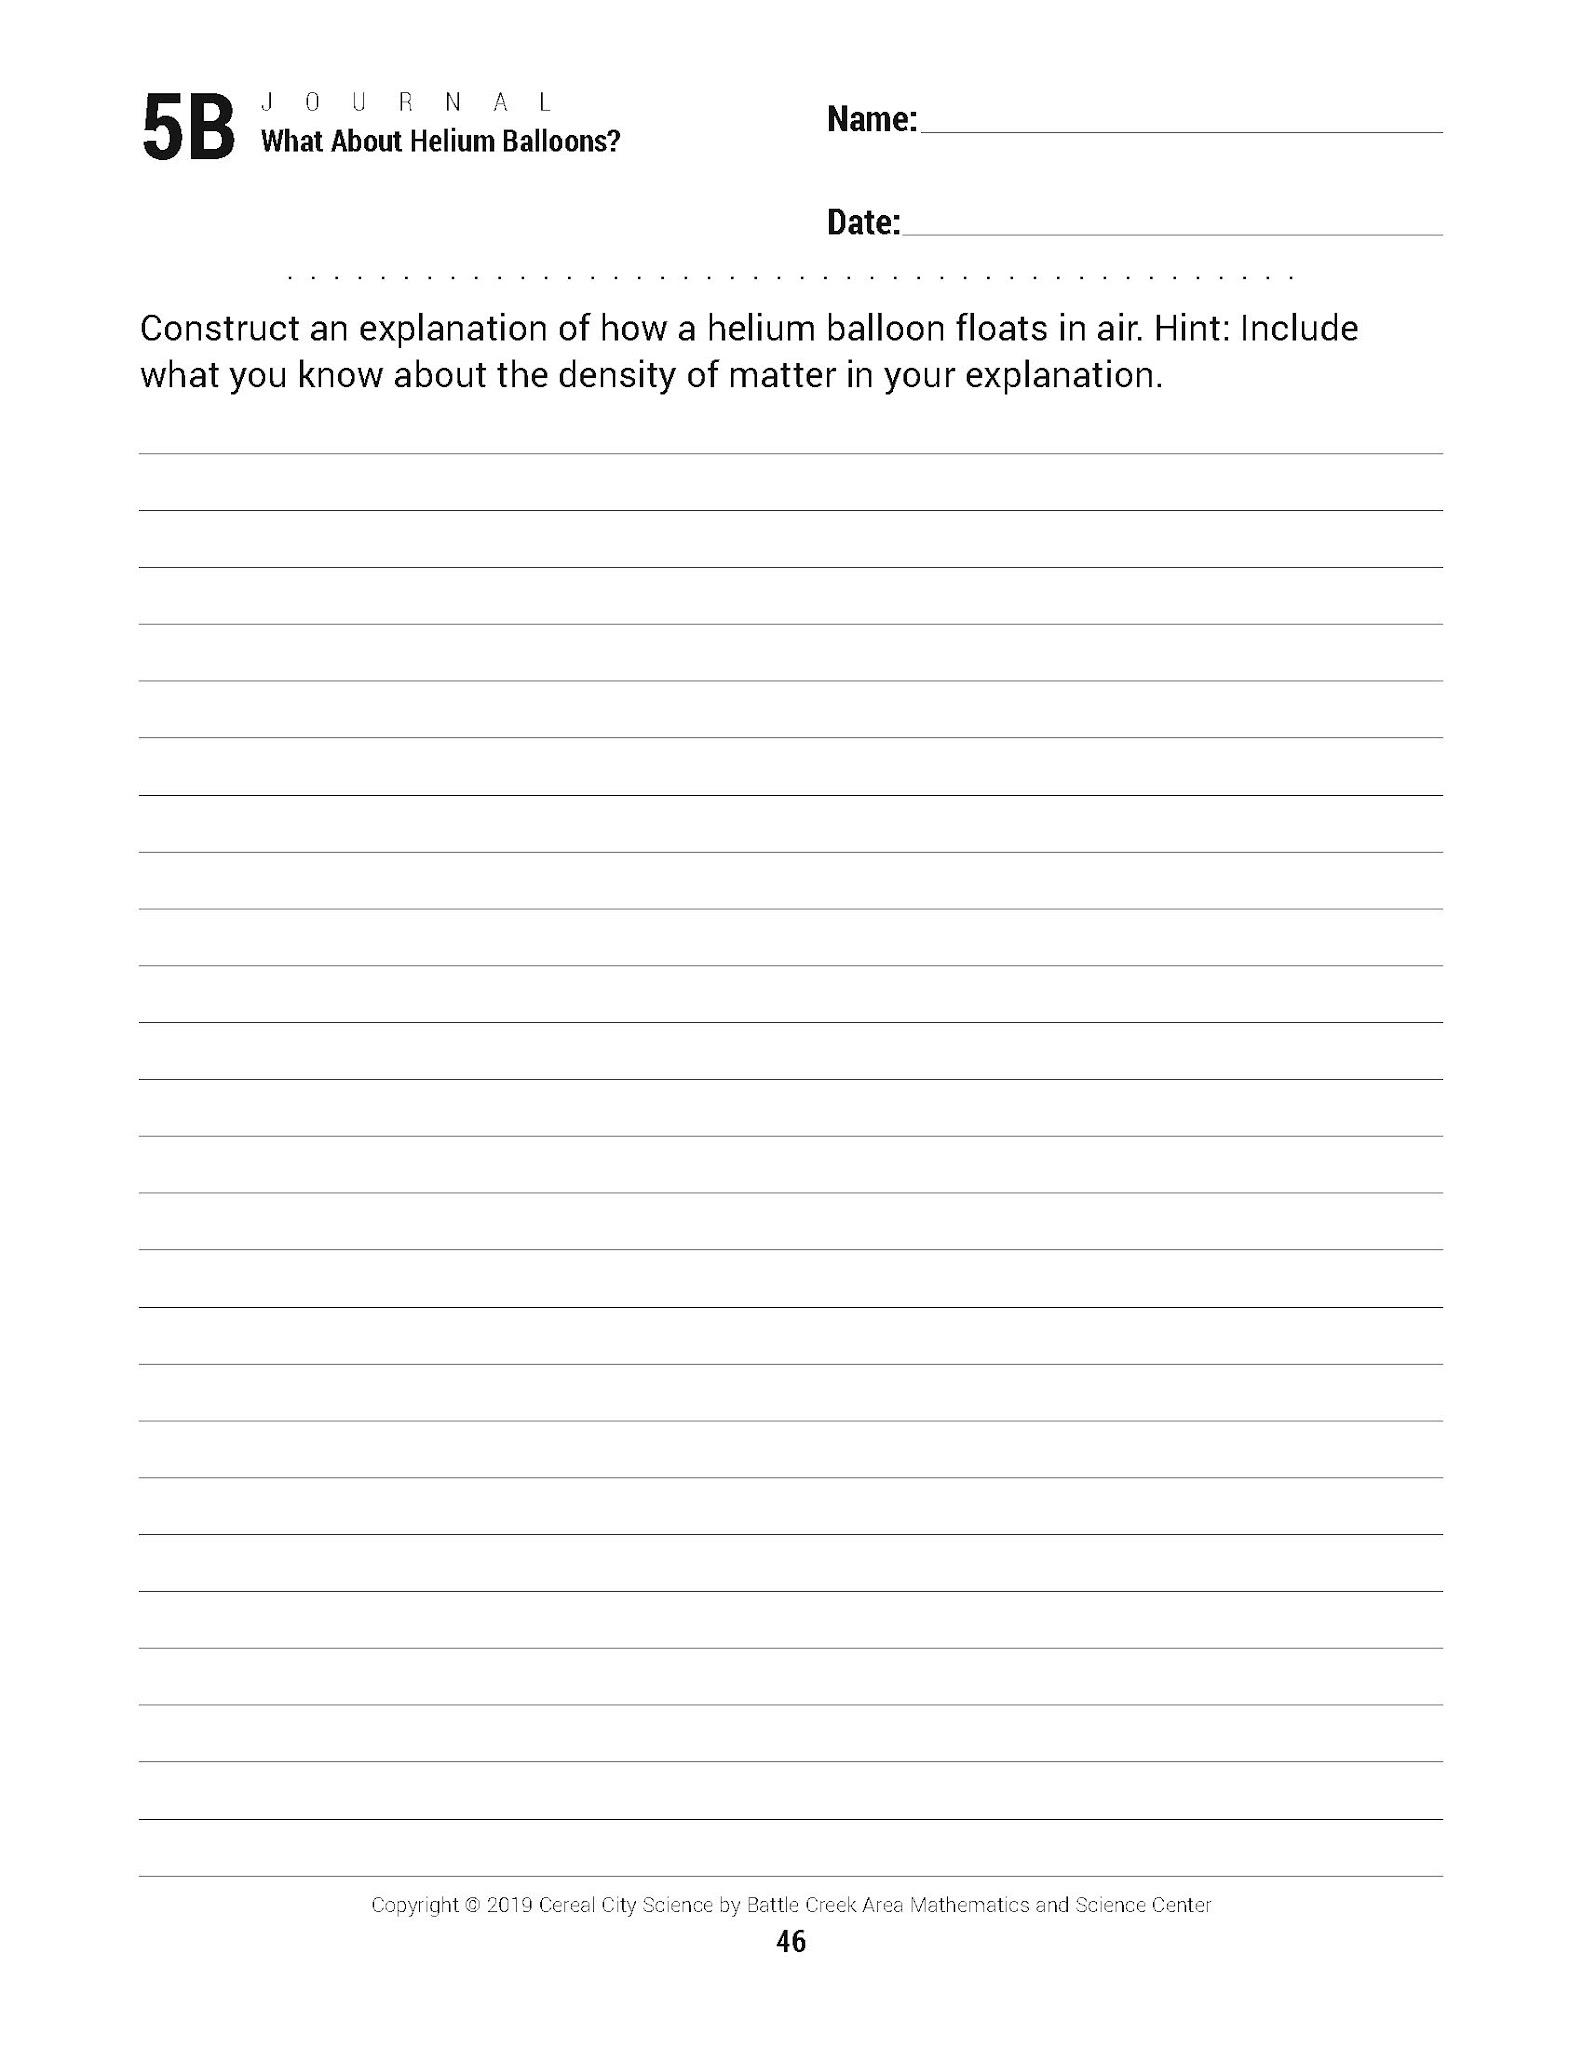 5B JOURNAL
What About Helium Balloons?
Name:
Date:
Construct an explanation of how a helium balloon floats in air. Hint: Include
what you know about the density of matter in your explanation.
Copyright © 2019 Cereal City Science by Battle Creek Area Mathematics and Science Center
46